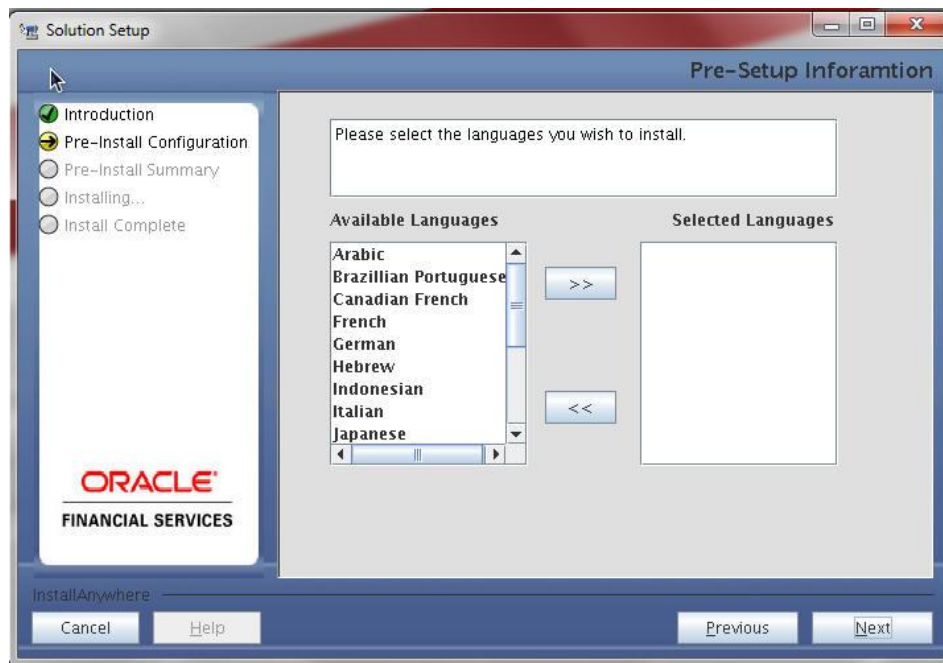 Solution Setup
Pre-Setup Inforamtion
Introduction
Pre-Install Configuration
Pre-Install Summary
Installing...
Install Complete
ORACLE
FINANCIAL SERVICES
Please select the languages you wish to install.
Available Languages
Selected Languages
Arabic
Brazillian Portuguese
Canadian French
French
German
Hebrew
Indonesian
Italian
Japanese
>>
<<
InstallAnywhere
Cancel
Help
Previous
Next